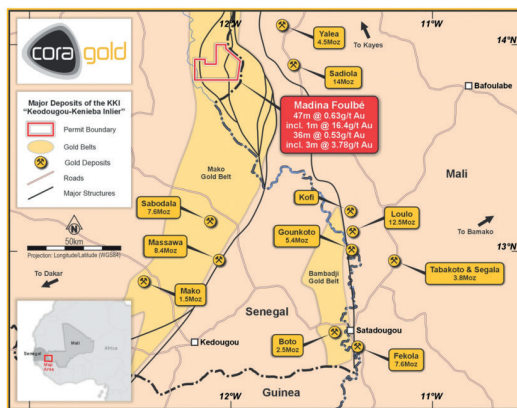 cora
gold
Major Deposits of the KKI
"Keodougou-Kenieba Inlier"
Permit Boundary
Gold Belts
Gold Deposits
Roads
Major Structures
N
50km
Projection: Longitude/Latitude (WGS84)
To Dakar
Senegal
Mali
Africa
Map
Area
12°W
11°W
14°N
13°N
12°W
11°W
Yalea
4.5Moz
To Kayes
Sadiola
14Moz
Bafoulabe
Madina Foulbé
47m @ 0.63g/t Au
incl. 1m @ 16.4g/t Au
36m @ 0.53g/t Au
incl. 3m @ 3.78g/t Au
Mali
Mako
Gold Belt
Sabodala
7.6Moz
Kofi
Loulo
12.5Moz
Gounkoto
5.4Moz
To Bamako
Massawa
8.4Moz
Tabakoto & Segala
3.8Moz
Bambadji
Gold Belt
Mako
1.5Moz
Senegal
Satadougou
Kedougou
Boto
2.5Moz
Fekola
7.6Moz
Guinea